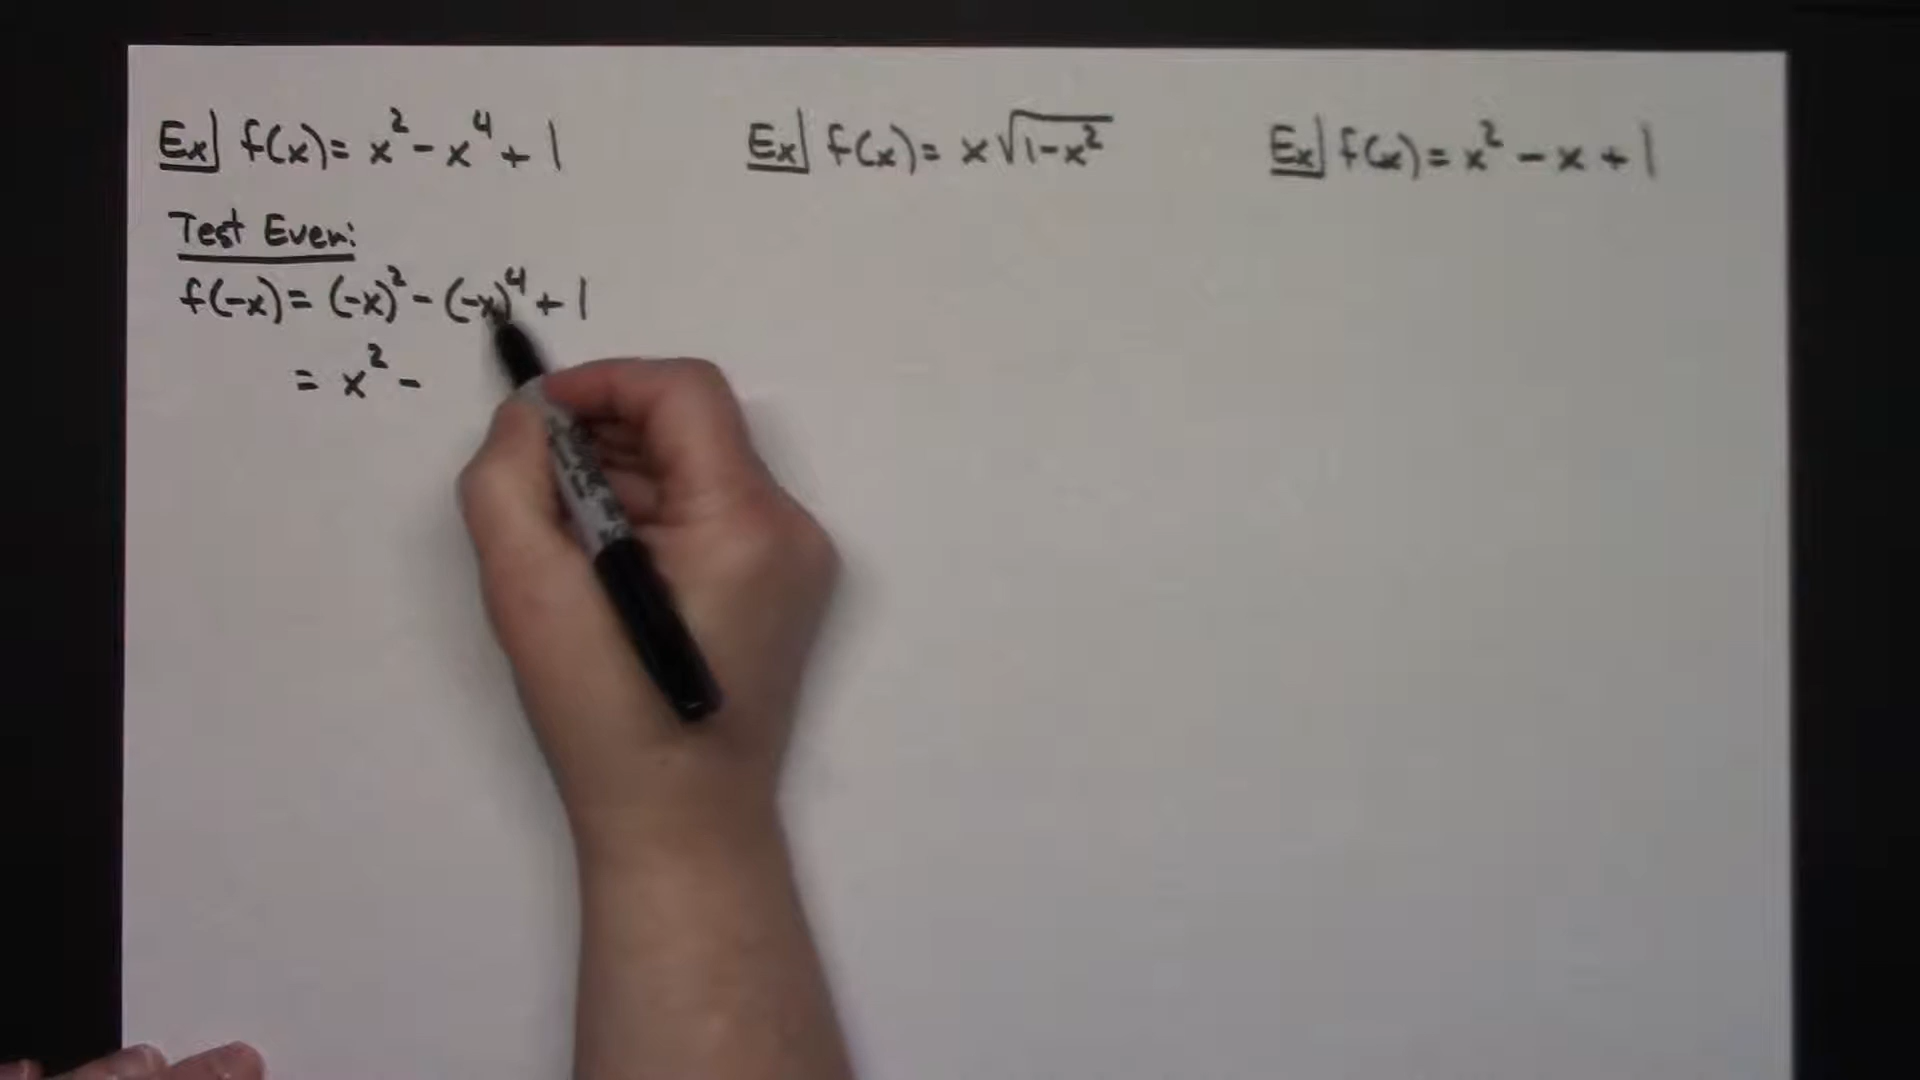 Ex| f(x) = x² - x⁴ + 1
Test Even:
f(-x) = (-x)² - (-x)⁴ + 1
= x² -
Ex| f(x) = x√(1-x²)
Ex| f(x) = x² - x + 1